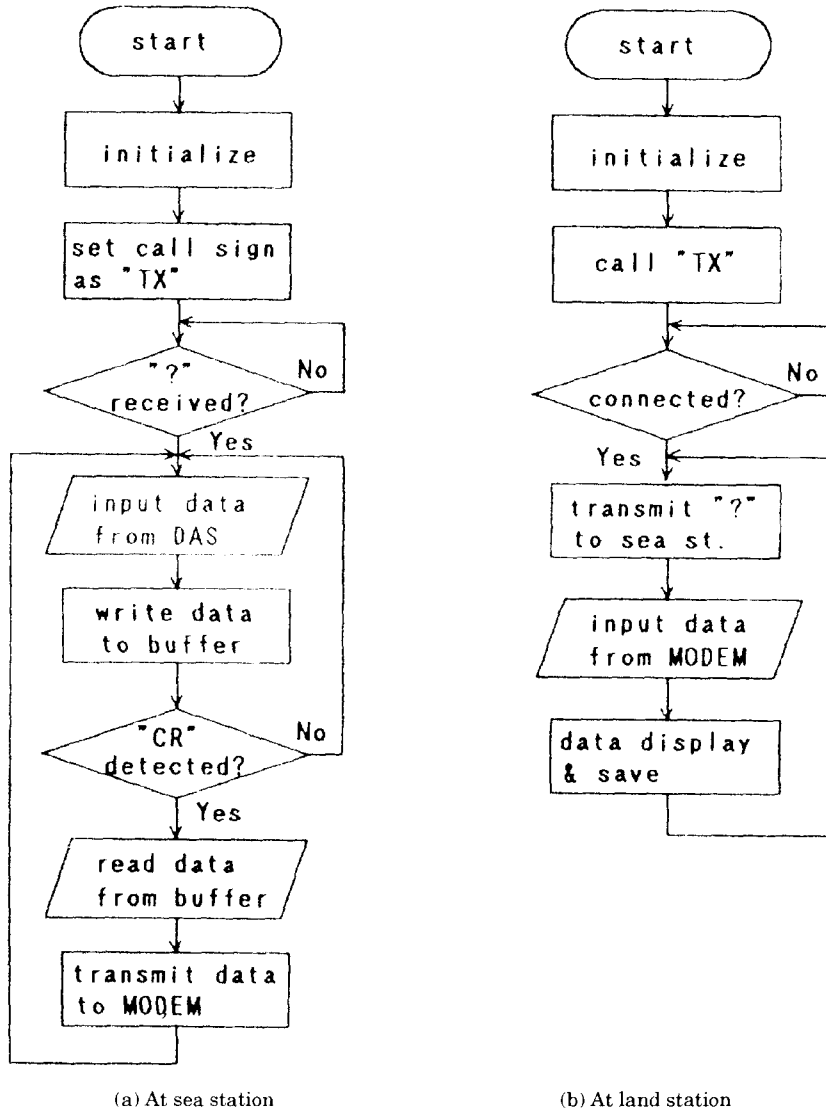 start
initialize
set call sign
as "TX"
"?"
received?
No
Yes
input data
from DAS
write data
to buffer
"CR"
detected?
No
Yes
read data
from buffer
transmit data
to MODEM
(a) At sea station
start
initialize
call "TX"
connected?
No
Yes
transmit "?"
to sea st.
input data
from MODEM
data display
& save
(b) At land station